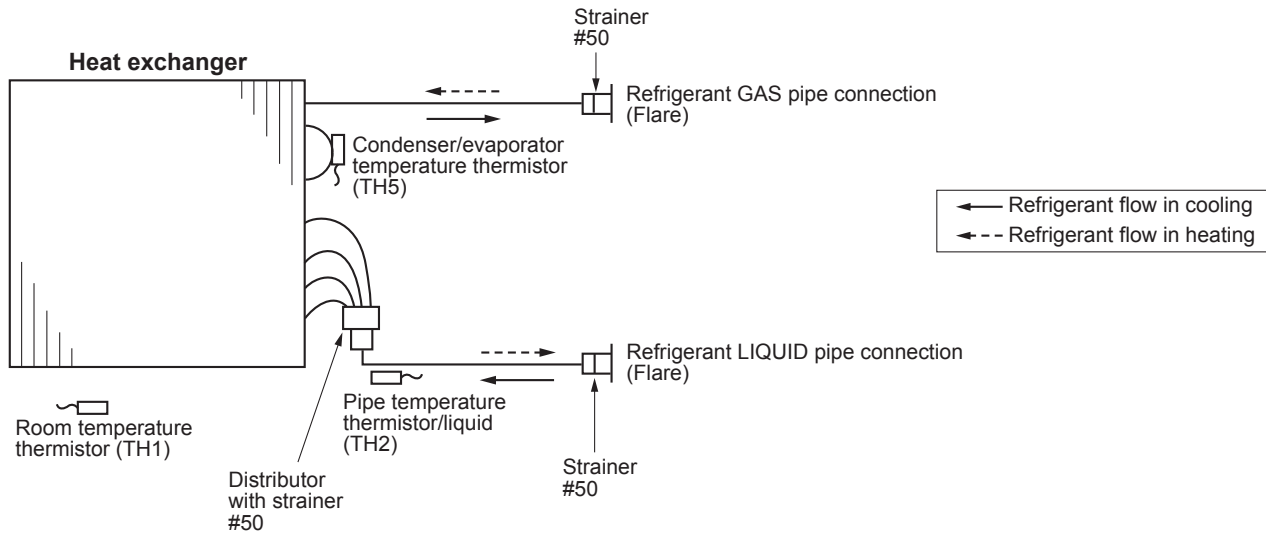 Strainer
#50
Heat exchanger
Refrigerant GAS pipe connection
(Flare)
Condenser/evaporator
temperature thermistor
(TH5)
Refrigerant flow in cooling
Refrigerant flow in heating
Refrigerant LIQUID pipe connection
(Flare)
Pipe temperature
thermistor/liquid
(TH2)
Room temperature
thermistor (TH1)
Strainer
#50
Distributor
with strainer
#50